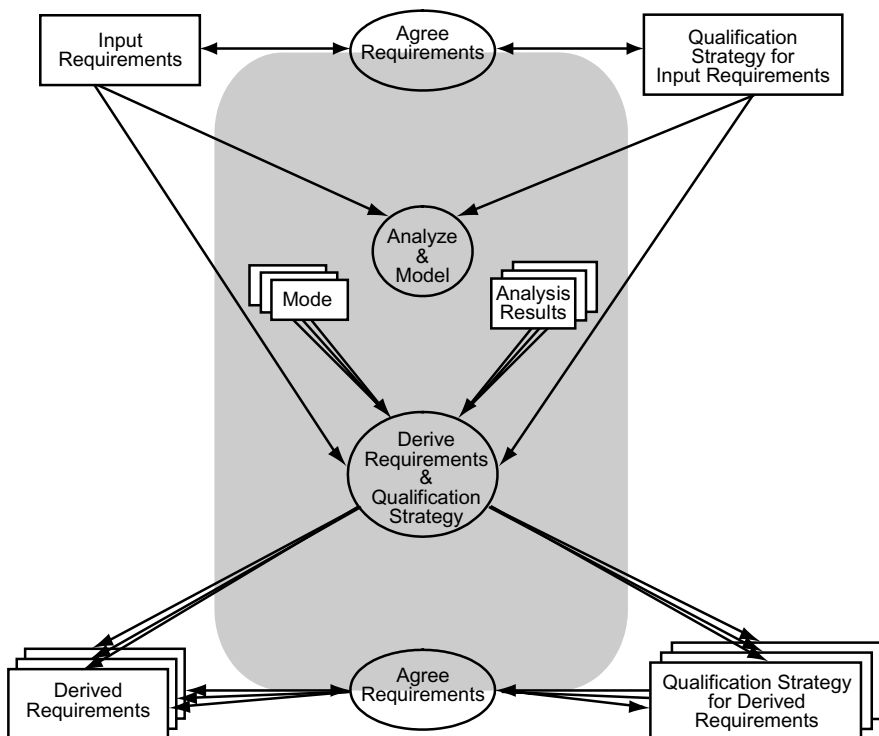 Input
Requirements
Agree
Requirements
Qualification
Strategy for
Input Requirements
Analyze
&
Model
Mode
Analysis
Results
Derive
Requirements
&
Qualification
Strategy
Derived
Requirements
Agree
Requirements
Qualification Strategy
for Derived
Requirements